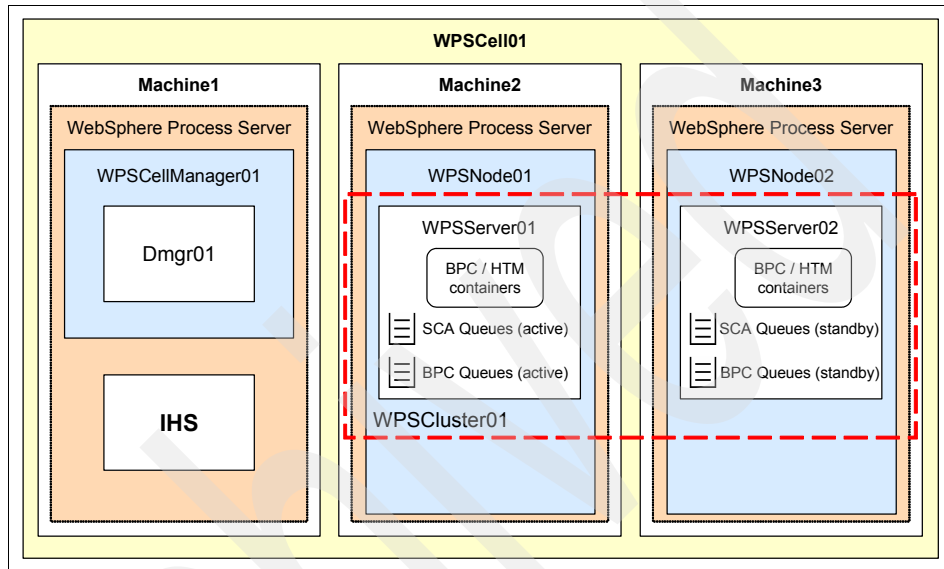 WPSCell01
Machine1
WebSphere Process Server
WPSCellManager01
Dmgr01
IHS
Machine2
WebSphere Process Server
WPSNode01
WPSServer01
BPC / HTM
containers
SCA Queues (active)
BPC Queues (active)
WPSCluster01
Machine3
WebSphere Process Server
WPSNode02
WPSServer02
BPC / HTM
containers
SCA Queues (standby)
BPC Queues (standby)